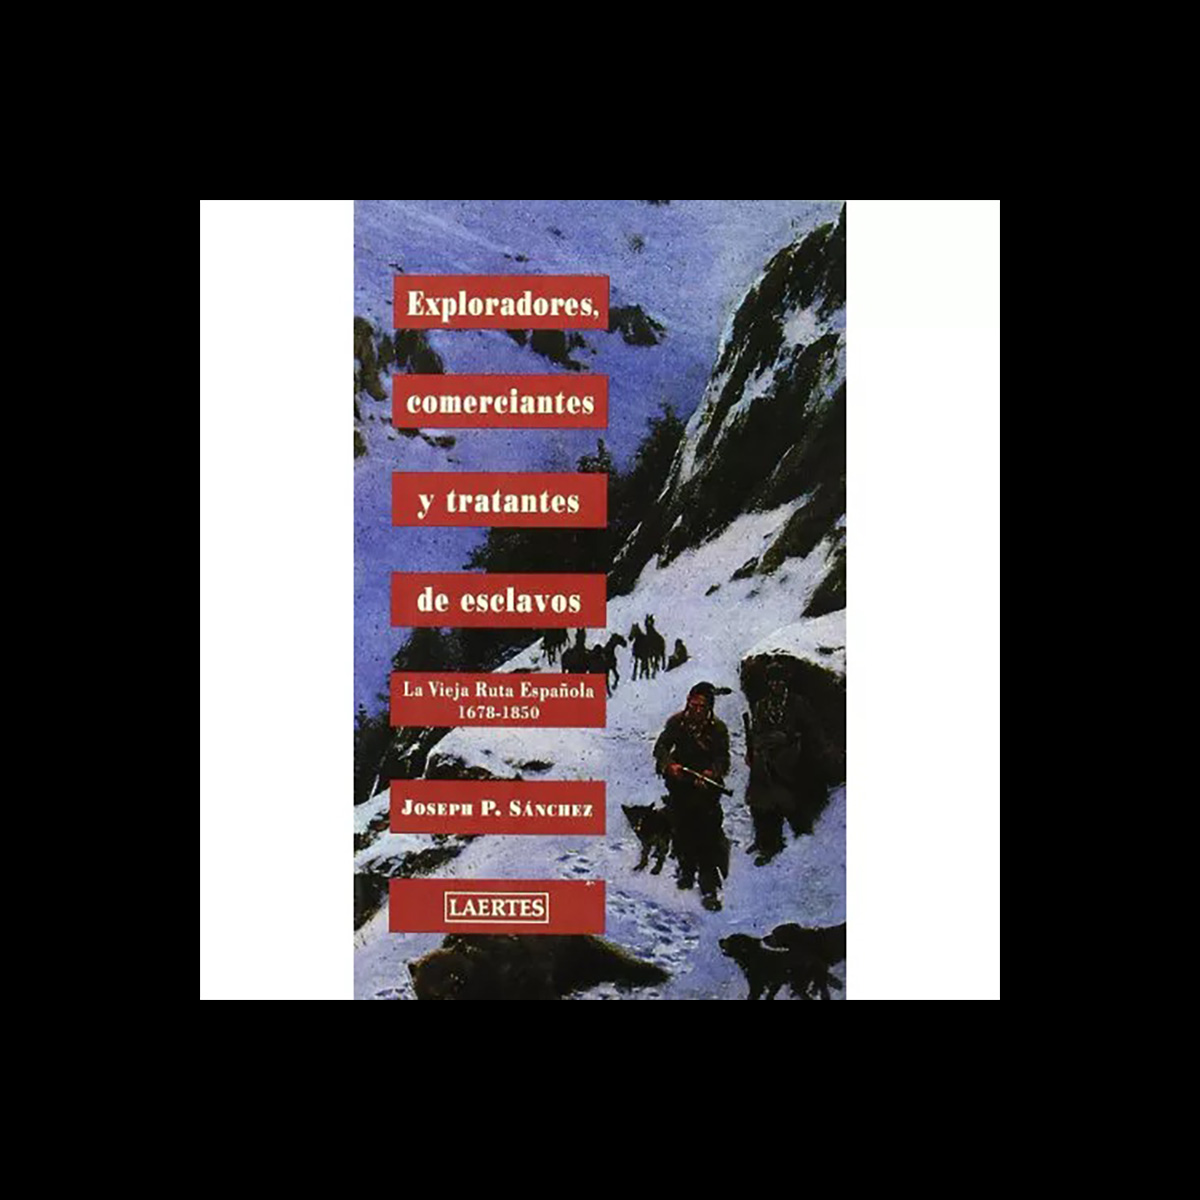 Exploradores,
comerciantes
y tratantes
de esclavos
La Vieja Ruta Española
1678-1850
JOSEPH P. SÁNCHEZ
LAERTES